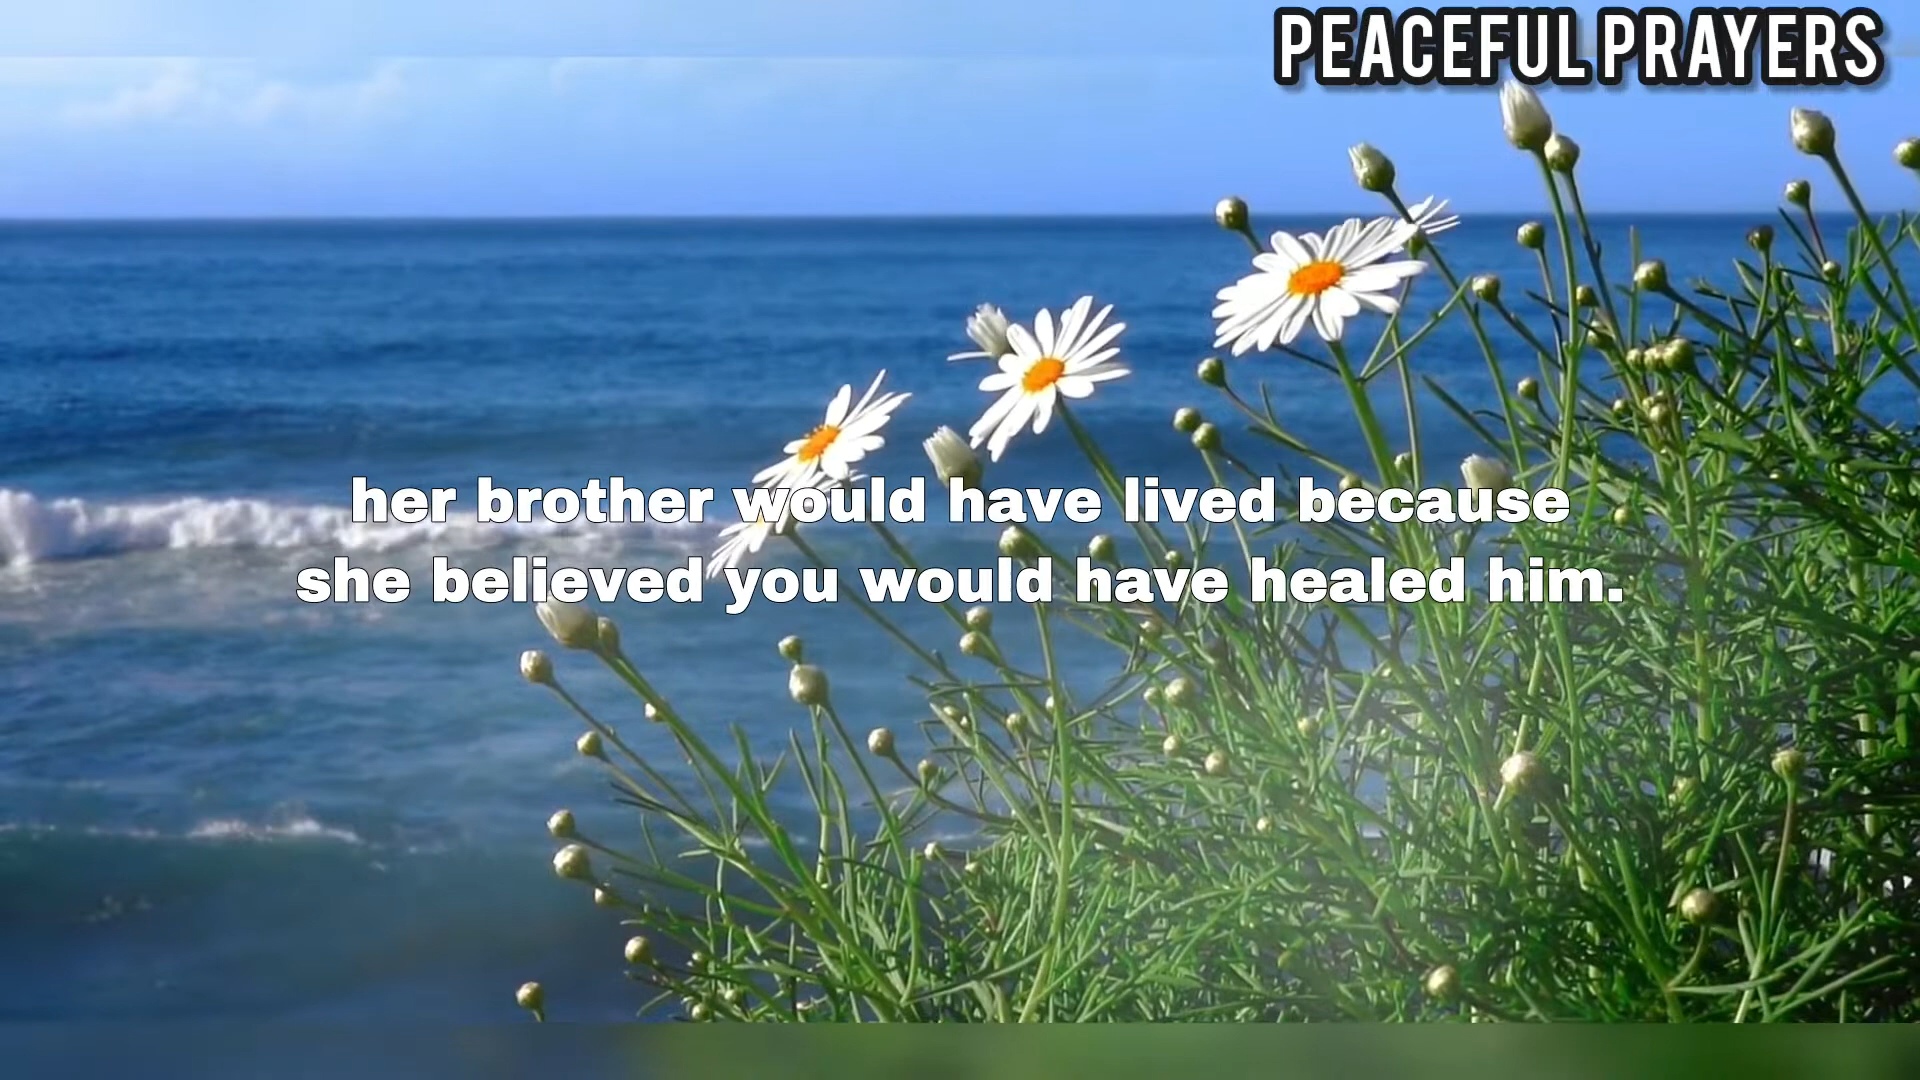 PEACEFUL PRAYERS
her brother would have lived because
she believed you would have healed him.